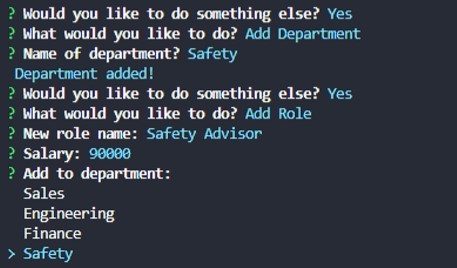 ? Would you like to do something else? Yes
? What would you like to do? Add Department
? Name of department? Safety
Department added!
? Would you like to do something else? Yes
? What would you like to do? Add Role
? New role name: Safety Advisor
? Salary: 90000
? Add to department:
Sales
Engineering
Finance
> Safety